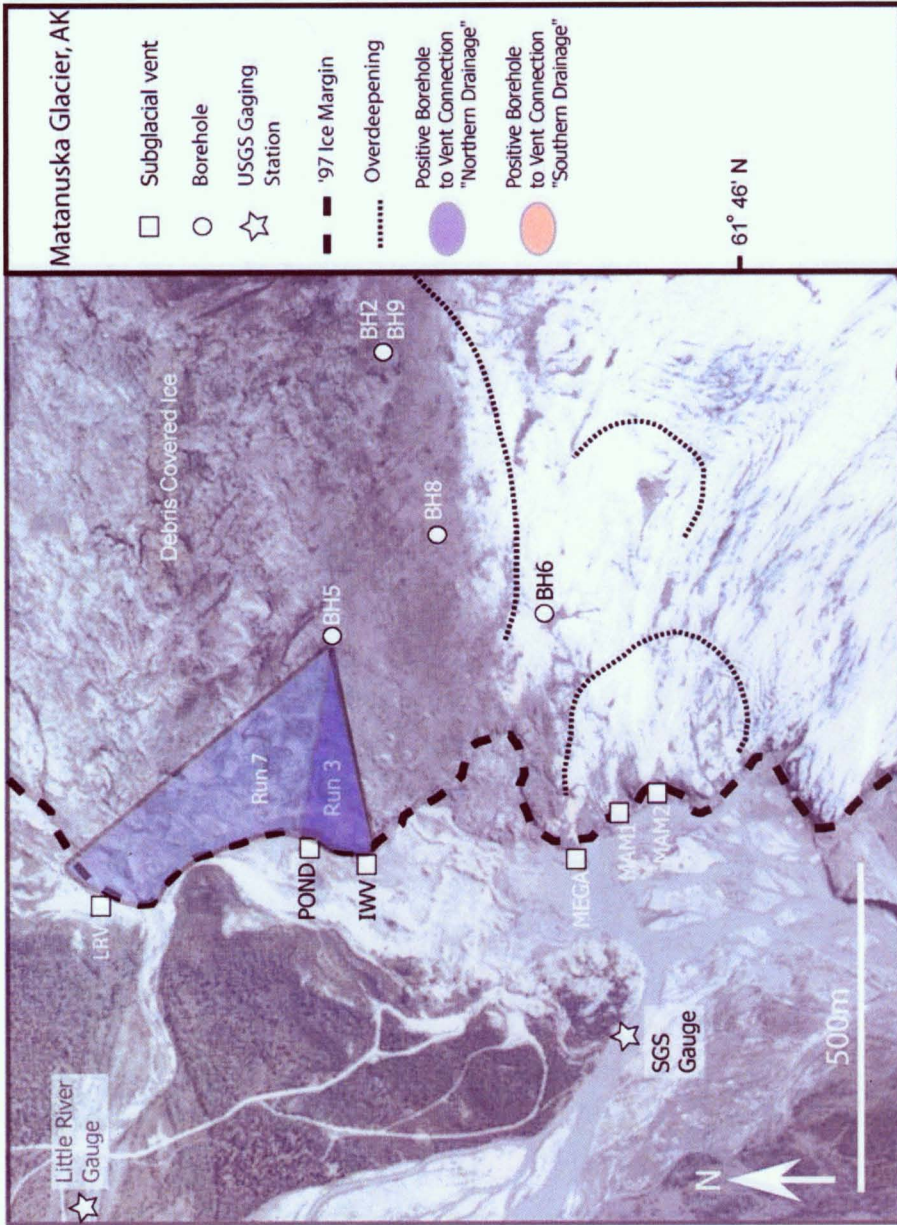 Matanuska Glacier, AK
Subglacial vent
Borehole
USGS Gaging
Station
'97 Ice Margin
Overdeepening
Positive Borehole
to Vent Connection
"Northern Drainage"
Positive Borehole
to Vent Connection
"Southern Drainage"
61° 46' N
Debris Covered Ice
BH2
BH9
BH8
BH5
BH6
Run 7
Run 3
LRV
POND
IWV
MEGA
MAM1
MAM2
Little River
Gauge
SGS
Gauge
N
500m